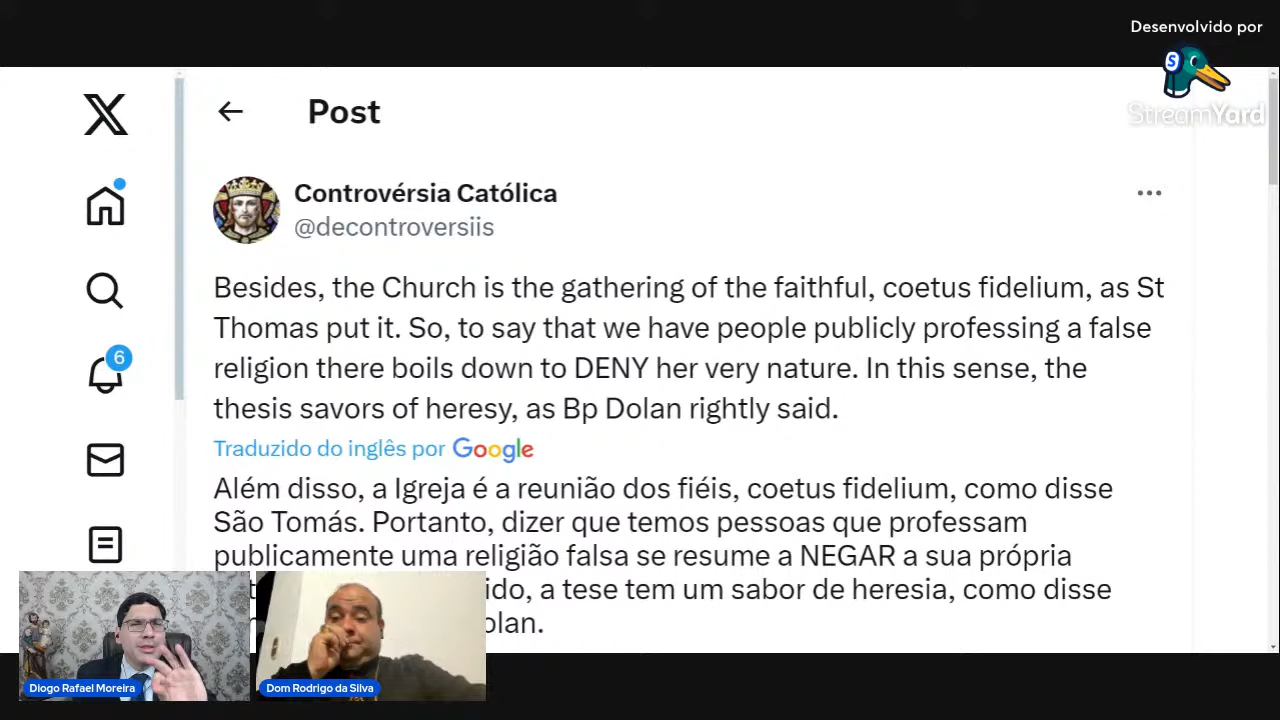 Desenvolvido por
StreamYard
Post
Controvérsia Católica
@decontroversiis
Besides, the Church is the gathering of the faithful, coetus fidelium, as St
Thomas put it. So, to say that we have people publicly professing a false
religion there boils down to DENY her very nature. In this sense, the
thesis savors of heresy, as Bp Dolan rightly said.
Traduzido do inglês por Google
Além disso, a Igreja é a reunião dos fiéis, coetus fidelium, como disse
São Tomás. Portanto, dizer que temos pessoas que professam
publicamente uma religião falsa se resume a NEGAR a sua própria
ido, a tese tem um sabor de heresia, como disse
olan.
6
Diogo Rafael Moreira
Dom Rodrigo da Silva